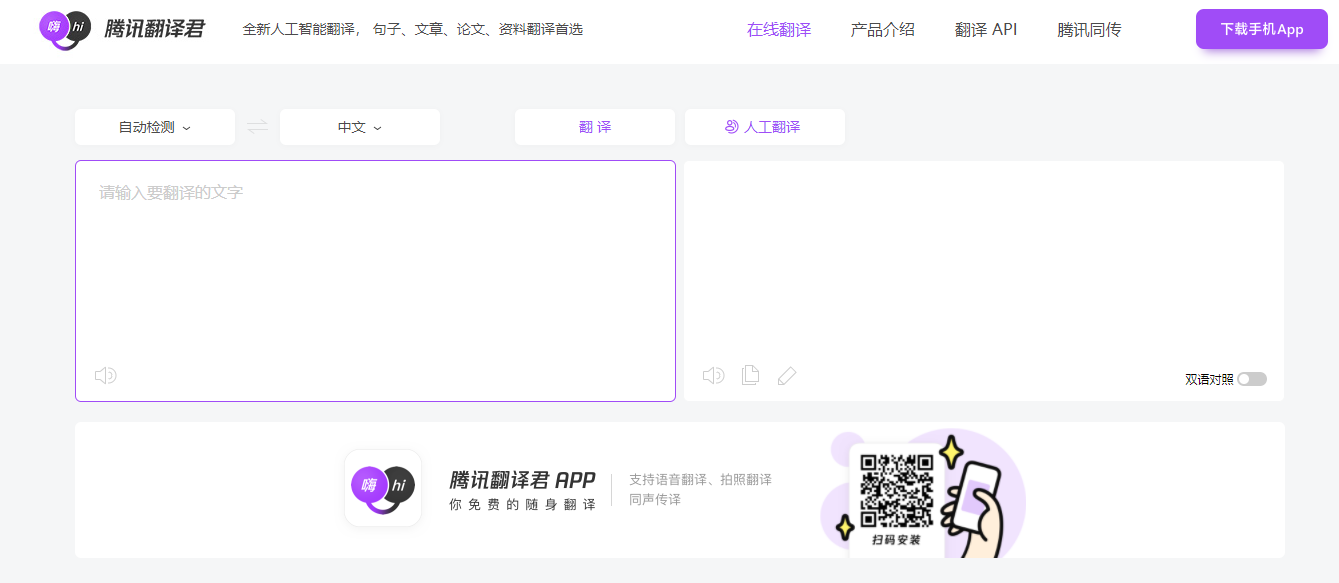 嗨 hi 腾讯翻译君 全新人工智能翻译， 句子、文章、论文、资料翻译首选 在线翻译 产品介绍 翻译 API 腾讯同传 下载手机App
自动检测 中文 翻 译 人工翻译
请输入要翻译的文字
双语对照
嗨 hi
腾讯翻译君 APP
你免费的随身翻译
支持语音翻译、拍照翻译
同声传译
扫码安装